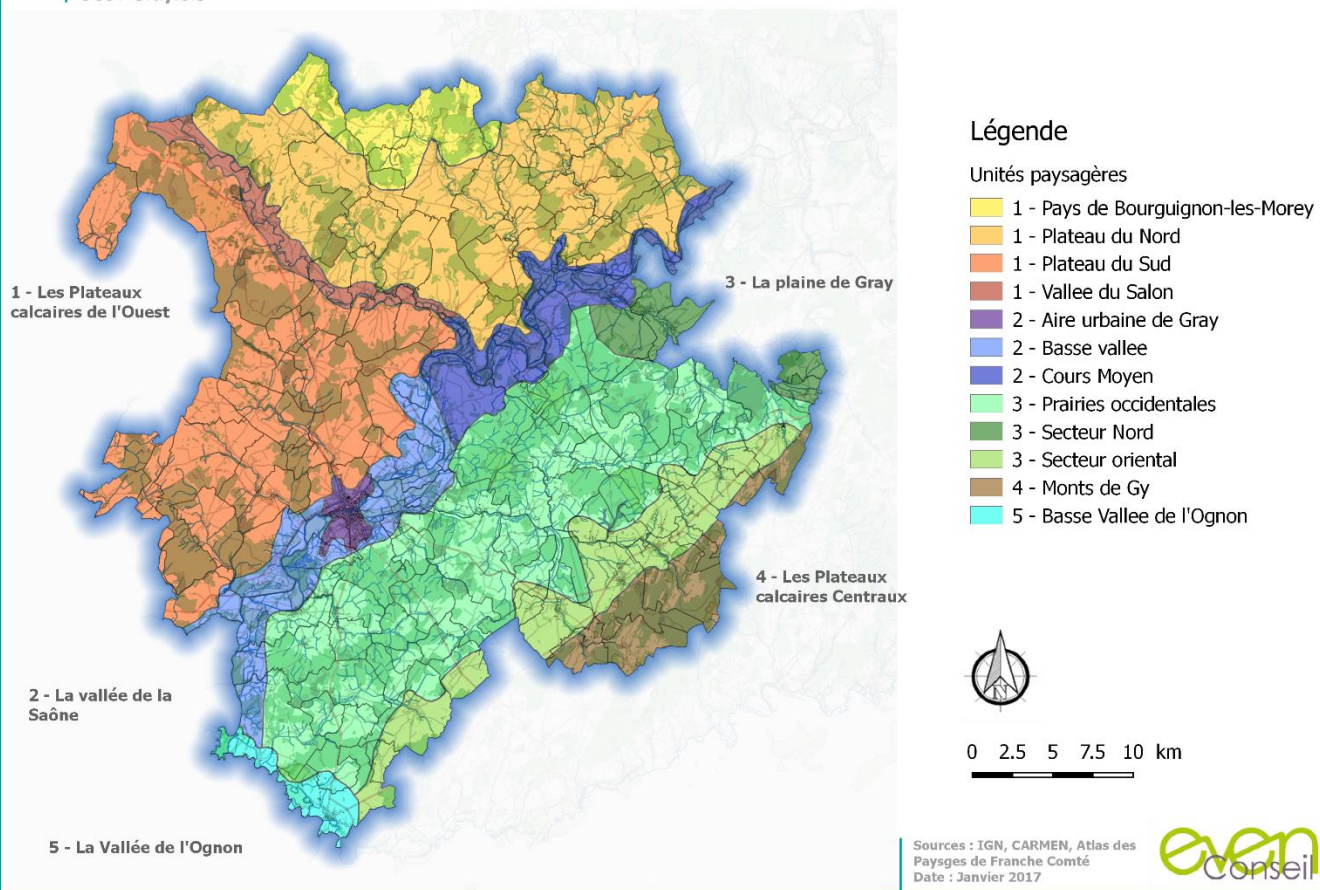 1 - Les Plateaux
calcaires de l'Ouest
3 - La plaine de Gray
4 - Les Plateaux
calcaires Centraux
2 - La vallée de la
Saône
5 - La Vallée de l'Ognon
Légende
Unités paysagères
1 - Pays de Bourguignon-les-Morey
1 - Plateau du Nord
1 - Plateau du Sud
1 - Vallee du Salon
2 - Aire urbaine de Gray
2 - Basse vallee
2 - Cours Moyen
3 - Prairies occidentales
3 - Secteur Nord
3 - Secteur oriental
4 - Monts de Gy
5 - Basse Vallee de l'Ognon
N
0 2.5 5 7.5 10 km
Sources : IGN, CARMEN, Atlas des
Paysges de Franche Comté
Date : Janvier 2017
even
Conseil